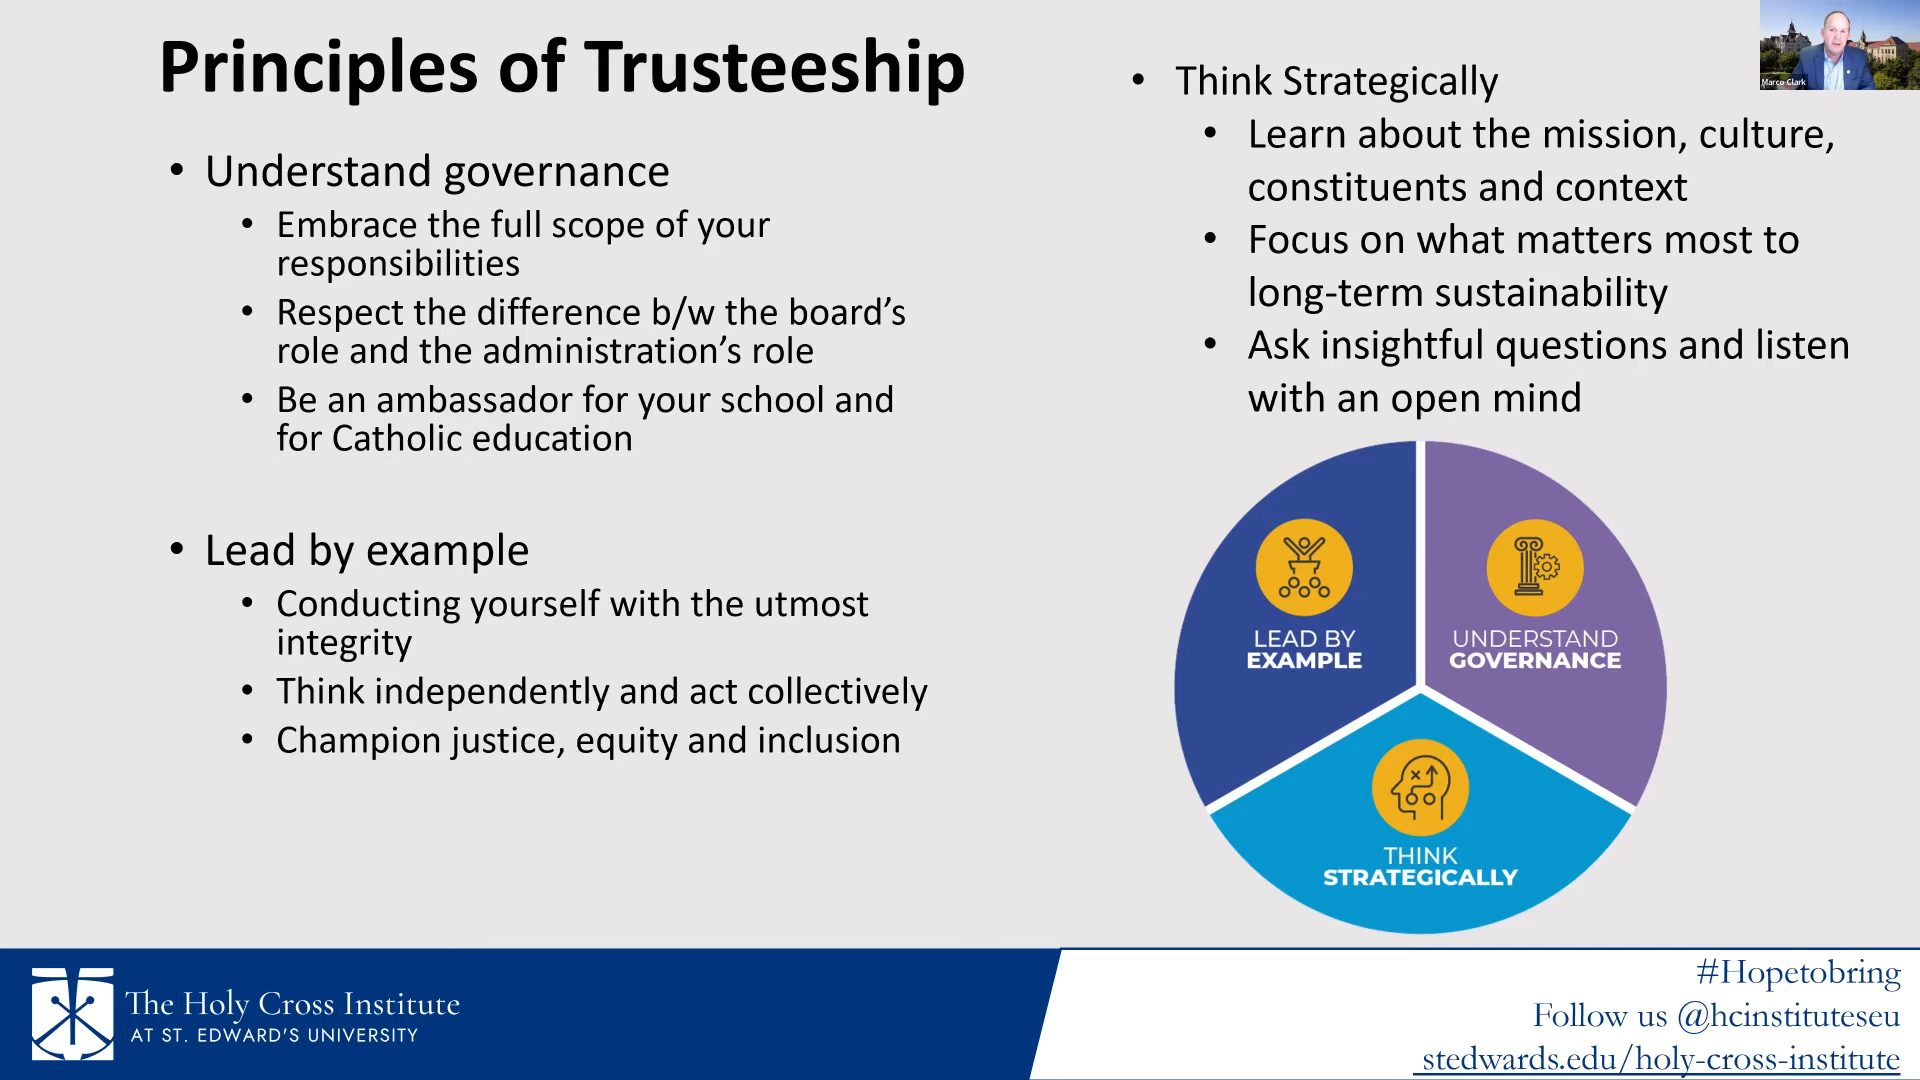 Principles of Trusteeship
• Understand governance
• Embrace the full scope of your
responsibilities
• Respect the difference b/w the board’s
role and the administration’s role
• Be an ambassador for your school and
for Catholic education
• Lead by example
• Conducting yourself with the utmost
integrity
• Think independently and act collectively
• Champion justice, equity and inclusion
• Think Strategically
• Learn about the mission, culture,
constituents and context
• Focus on what matters most to
long-term sustainability
• Ask insightful questions and listen
with an open mind
Marco Clark
LEAD BY
EXAMPLE
UNDERSTAND
GOVERNANCE
THINK
STRATEGICALLY
The Holy Cross Institute
AT ST. EDWARD’S UNIVERSITY
#Hopetobring
Follow us @hcinstituteseu
stedwards.edu/holy-cross-institute